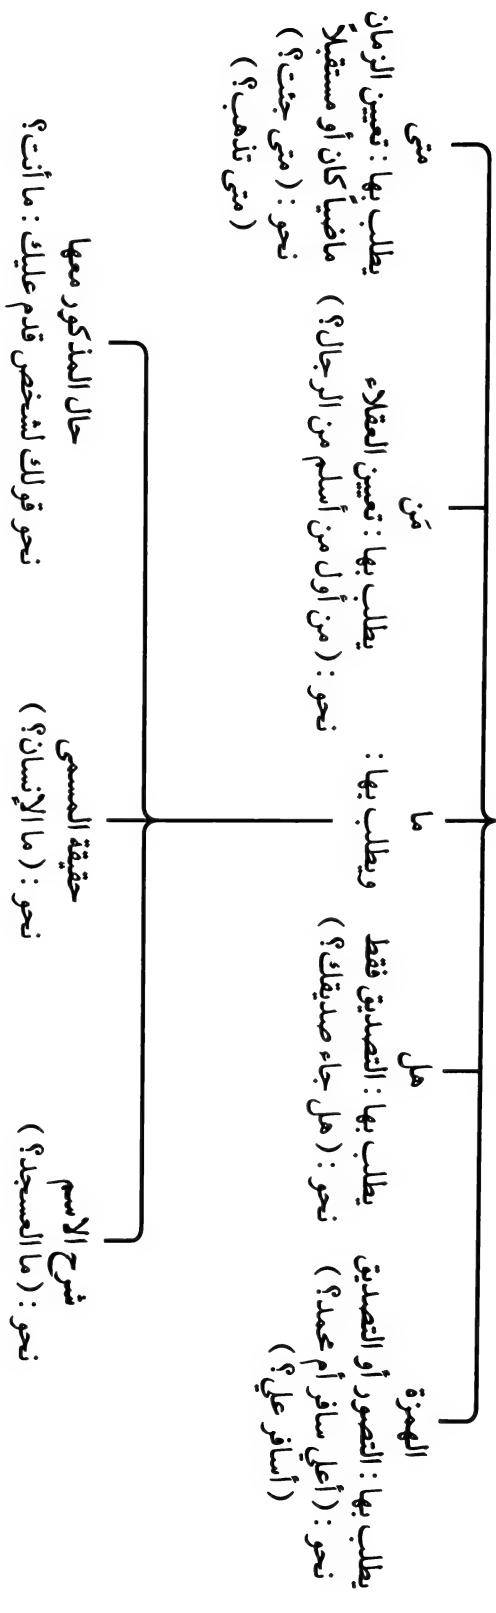 الهمزة
يطلب بها : التصور أو التصديق
نحو : (أعلي سافر أم محمد؟)
(أسافر علي؟)
هل
يطلب بها : التصديق فقط
نحو : (هل جاء صديقك؟)
ما
ويطلب بها :
مَن
يطلب بها : تعيين العقلاء
نحو : (من أول من أسلم من الرجال؟)
متى
يطلب بها : تعيين الزمان
ماضياً كان أو مستقبلاً
نحو : (متى جئت؟)
(متى تذهب؟)
شرح الاسم
نحو : (ما العسجد؟)
حقيقة المسمى
نحو : (ما الإنسان؟)
حال المذكور معها
نحو قولك لشخص قدم عليك : ما أنت؟